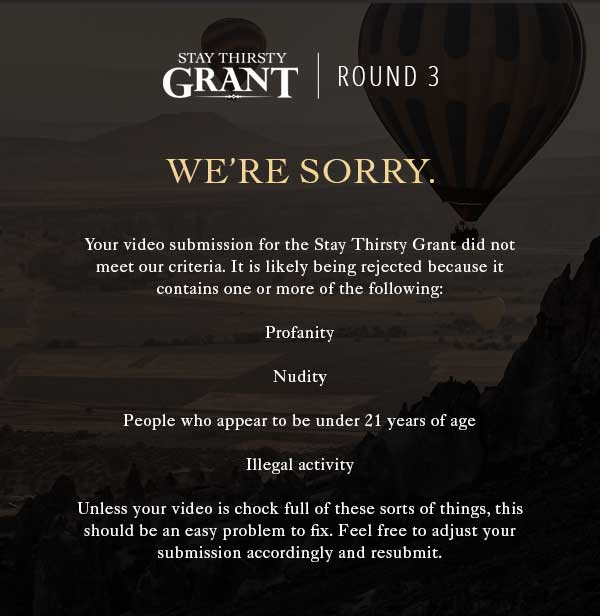 STAY THIRSTY
GRANT
ROUND 3
WE'RE SORRY.
Your video submission for the Stay Thirsty Grant did not
meet our criteria. It is likely being rejected because it
contains one or more of the following:
Profanity
Nudity
People who appear to be under 21 years of age
Illegal activity
Unless your video is chock full of these sorts of things, this
should be an easy problem to fix. Feel free to adjust your
submission accordingly and resubmit.